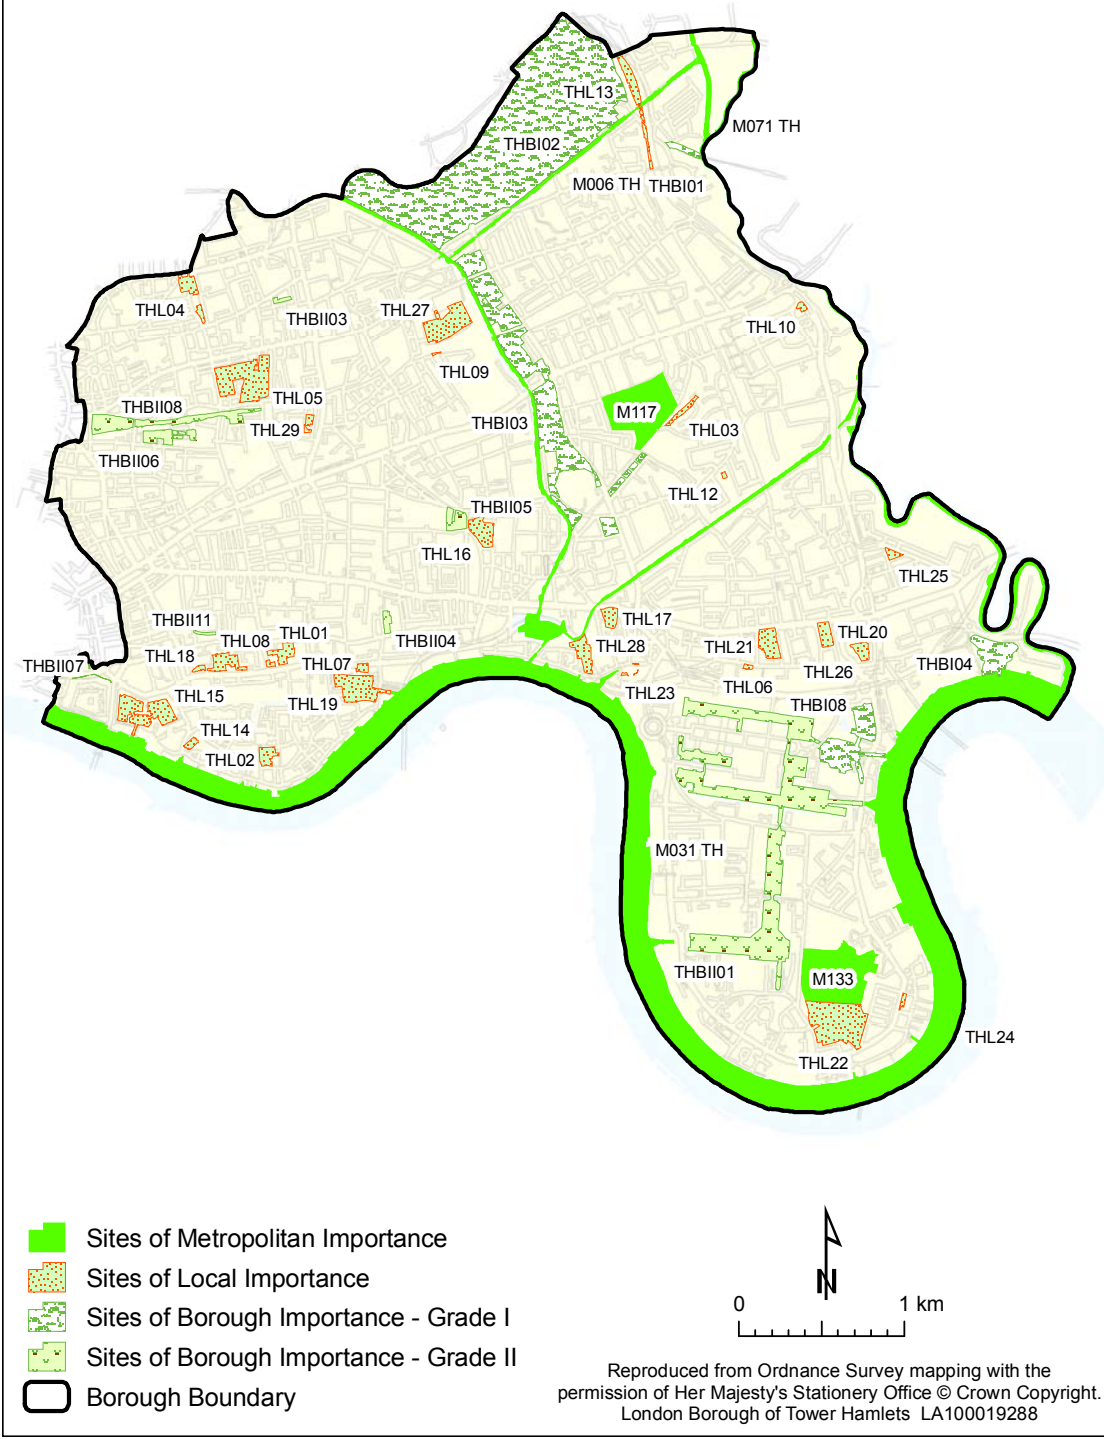 THL13
M071 TH
THBI02
M006 TH THBI01
THL04
THBII03
THL27
THL10
THL09
THL05
THBII08
THBI03
M117
THL29
THL03
THBII06
THL12
THBII05
THL16
THL25
THBII11
THL17
THL01
THL08
THBII04
THL28
THL21
THL20
THL18
THBII07
THL07
THL26
THBI04
THL15
THL19
THL23
THL06
THBI08
THL14
THL02
M031 TH
THBII01
M133
THL24
THL22
Sites of Metropolitan Importance
Sites of Local Importance
Sites of Borough Importance - Grade I
Sites of Borough Importance - Grade II
Borough Boundary
N
0 1 km
Reproduced from Ordnance Survey mapping with the
permission of Her Majesty's Stationery Office © Crown Copyright.
London Borough of Tower Hamlets LA100019288